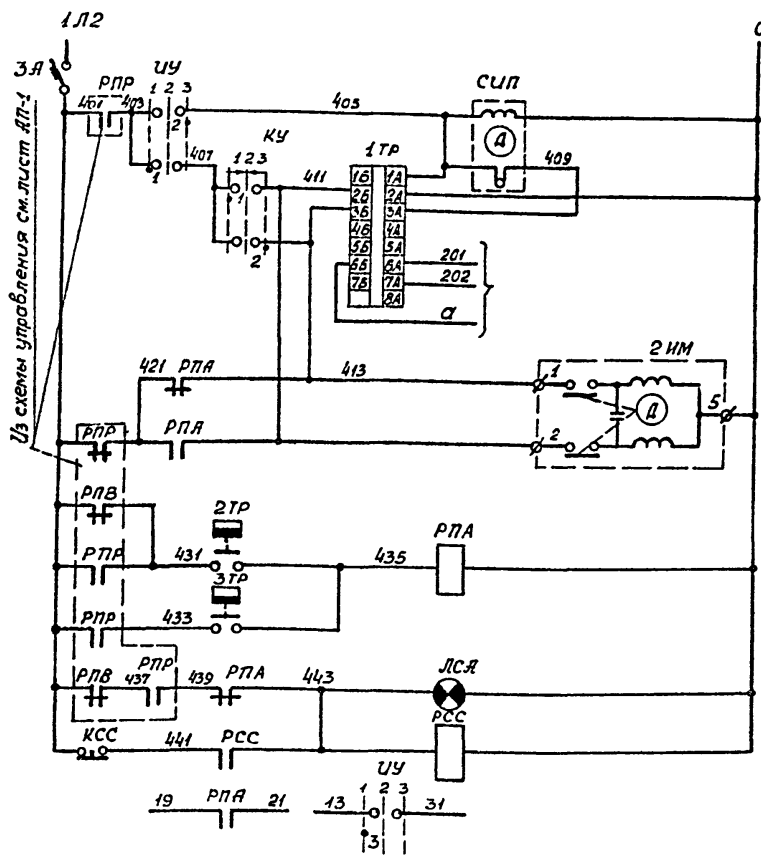 1Л2
0
3А
РПР
ИУ
1 2 3
401
403
405
СИП
2
Д
КУ
1ТР
407
1 2 3
411
409
1
1
2
1Б 1А
2Б 2А
3Б 3А
4Б 4А
5Б 5А
6Б 6А
7Б 7А
8А
201
202
а
Из схемы управления см.лист АП-1
421
РПА
413
2ИМ
1
Д
5
РПР
РПА
2
РПВ
2ТР
РПА
РПР
431
435
3ТР
РПР
433
РПВ
437
РПР
439
РПА
443
ЛСА
КСС
441
РСС
РСС
ИУ
19
РПА
21
13
1 2 3
31
3